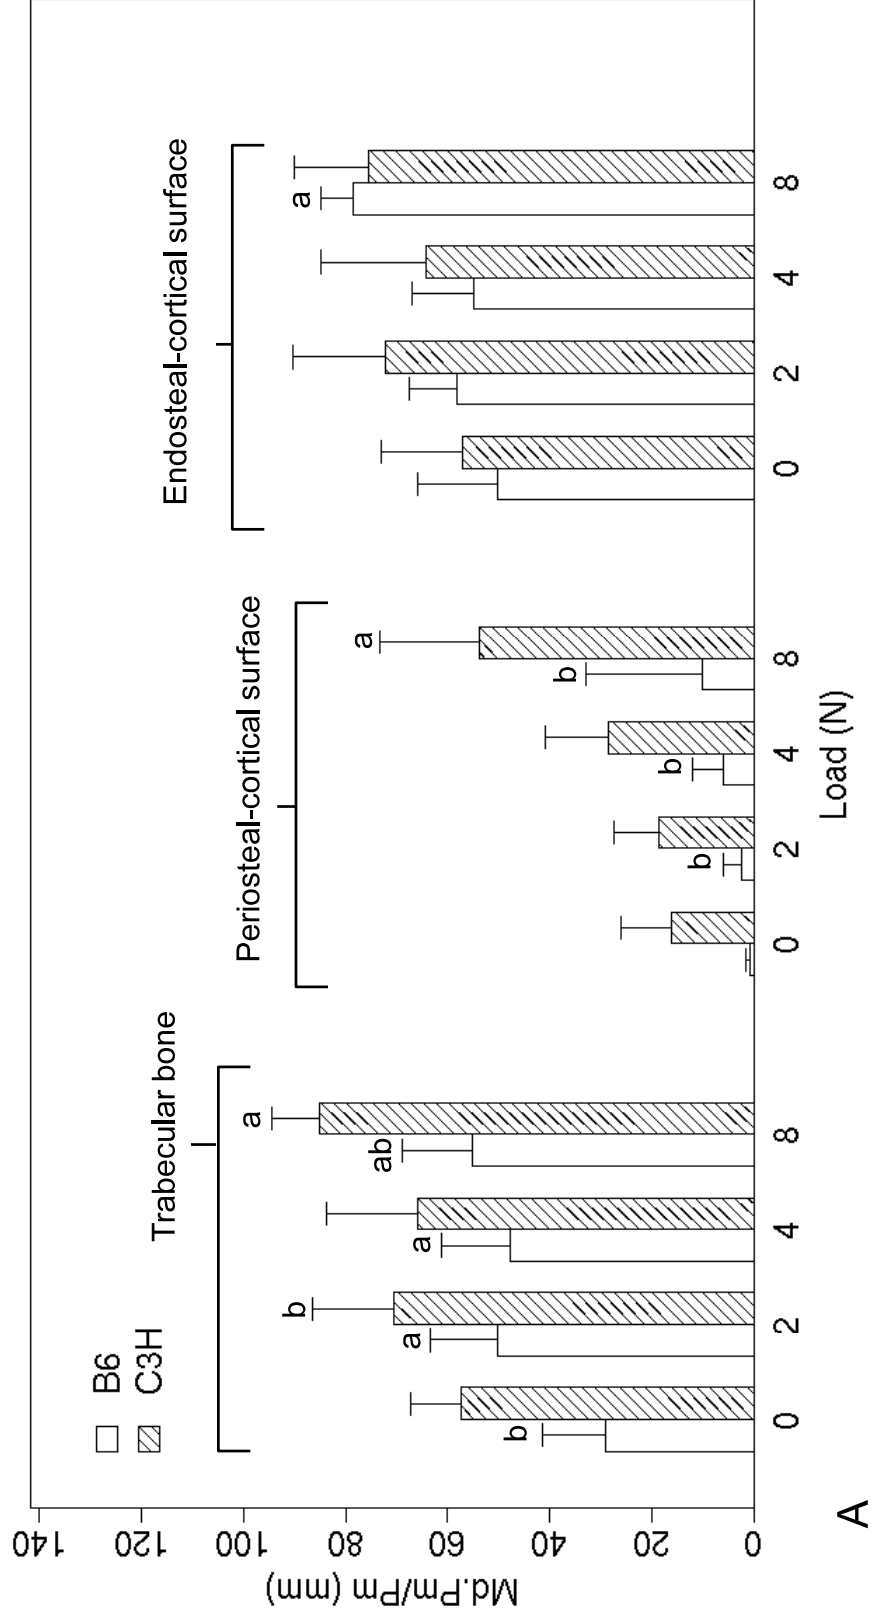 B6
C3H
Trabecular bone
Periosteal-cortical surface
Endosteal-cortical surface
140
120
100
80
60
40
20
0
Md.Pm/Pm (mm)
b
a
b
a
ab
a
b
b
b
a
a
0 2 4 8 0 2 4 8 0 2 4 8
Load (N)
A